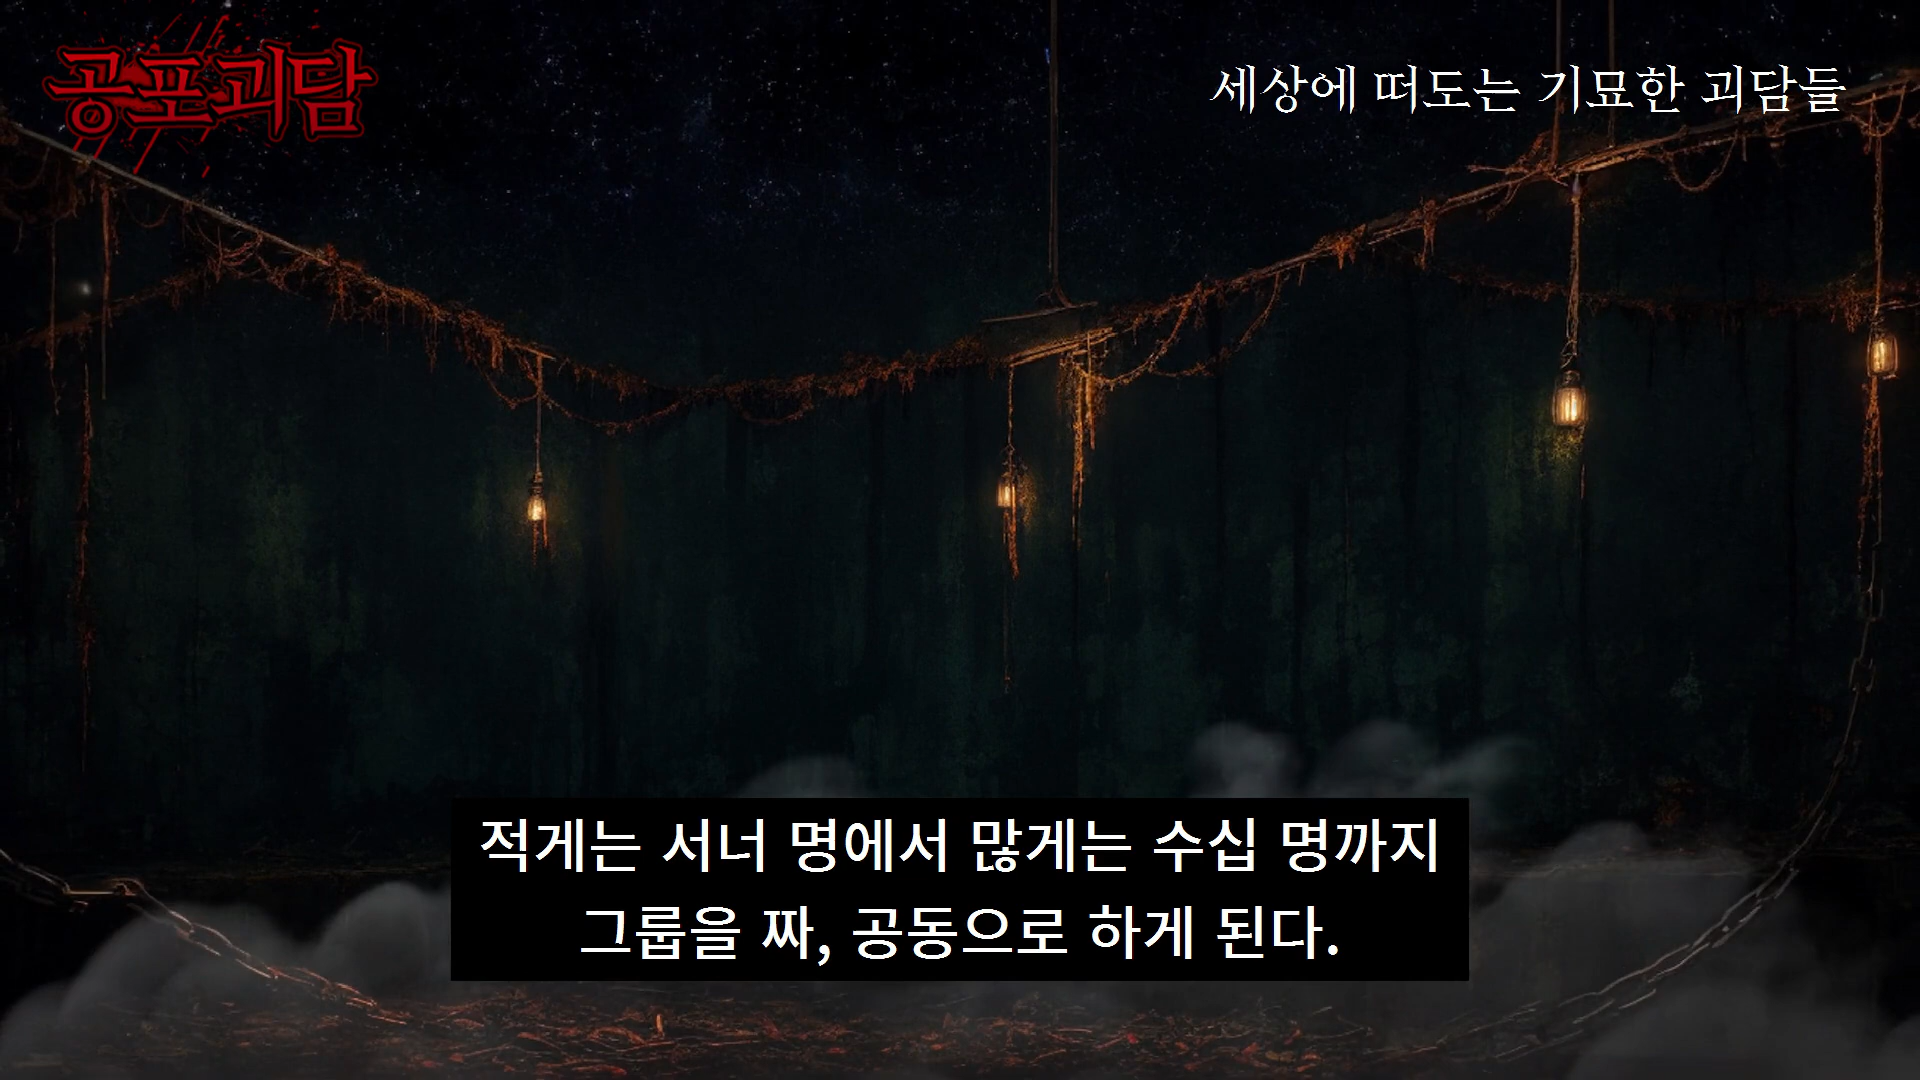 공포괴담
세상에 떠도는 기묘한 괴담들
적게는 서너 명에서 많게는 수십 명까지
그룹을 짜, 공동으로 하게 된다.